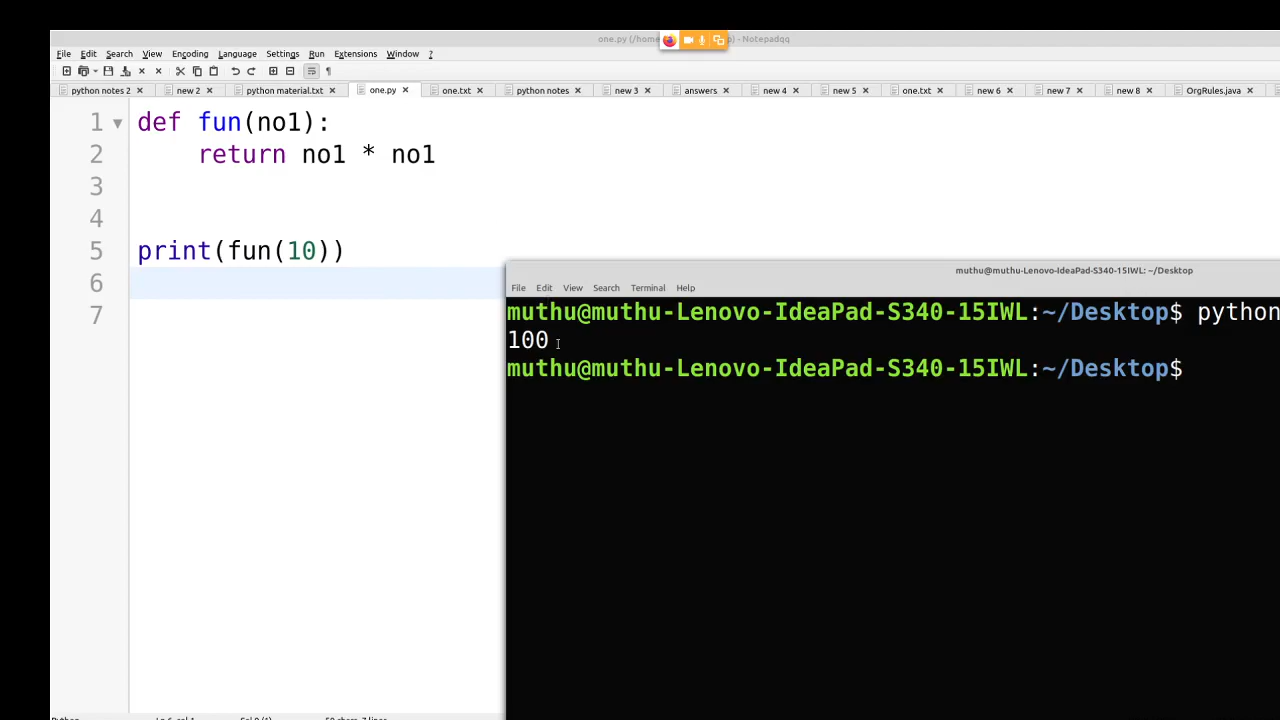 one.py (/home p) - Notepadqq
File Edit Search View Encoding Language Settings Run Extensions Window ?
python notes 2 new 2 python material.txt one.py one.txt python notes new 3 answers new 4 new 5 one.txt new 6 new 7 new 8 OrgRules.java
1 def fun(no1):
2 return no1 * no1
3
4
5 print(fun(10))
6
7
muthu@muthu-Lenovo-IdeaPad-S340-15IWL: ~/Desktop
File Edit View Search Terminal Help
muthu@muthu-Lenovo-IdeaPad-S340-15IWL:~/Desktop$ python
100
muthu@muthu-Lenovo-IdeaPad-S340-15IWL:~/Desktop$